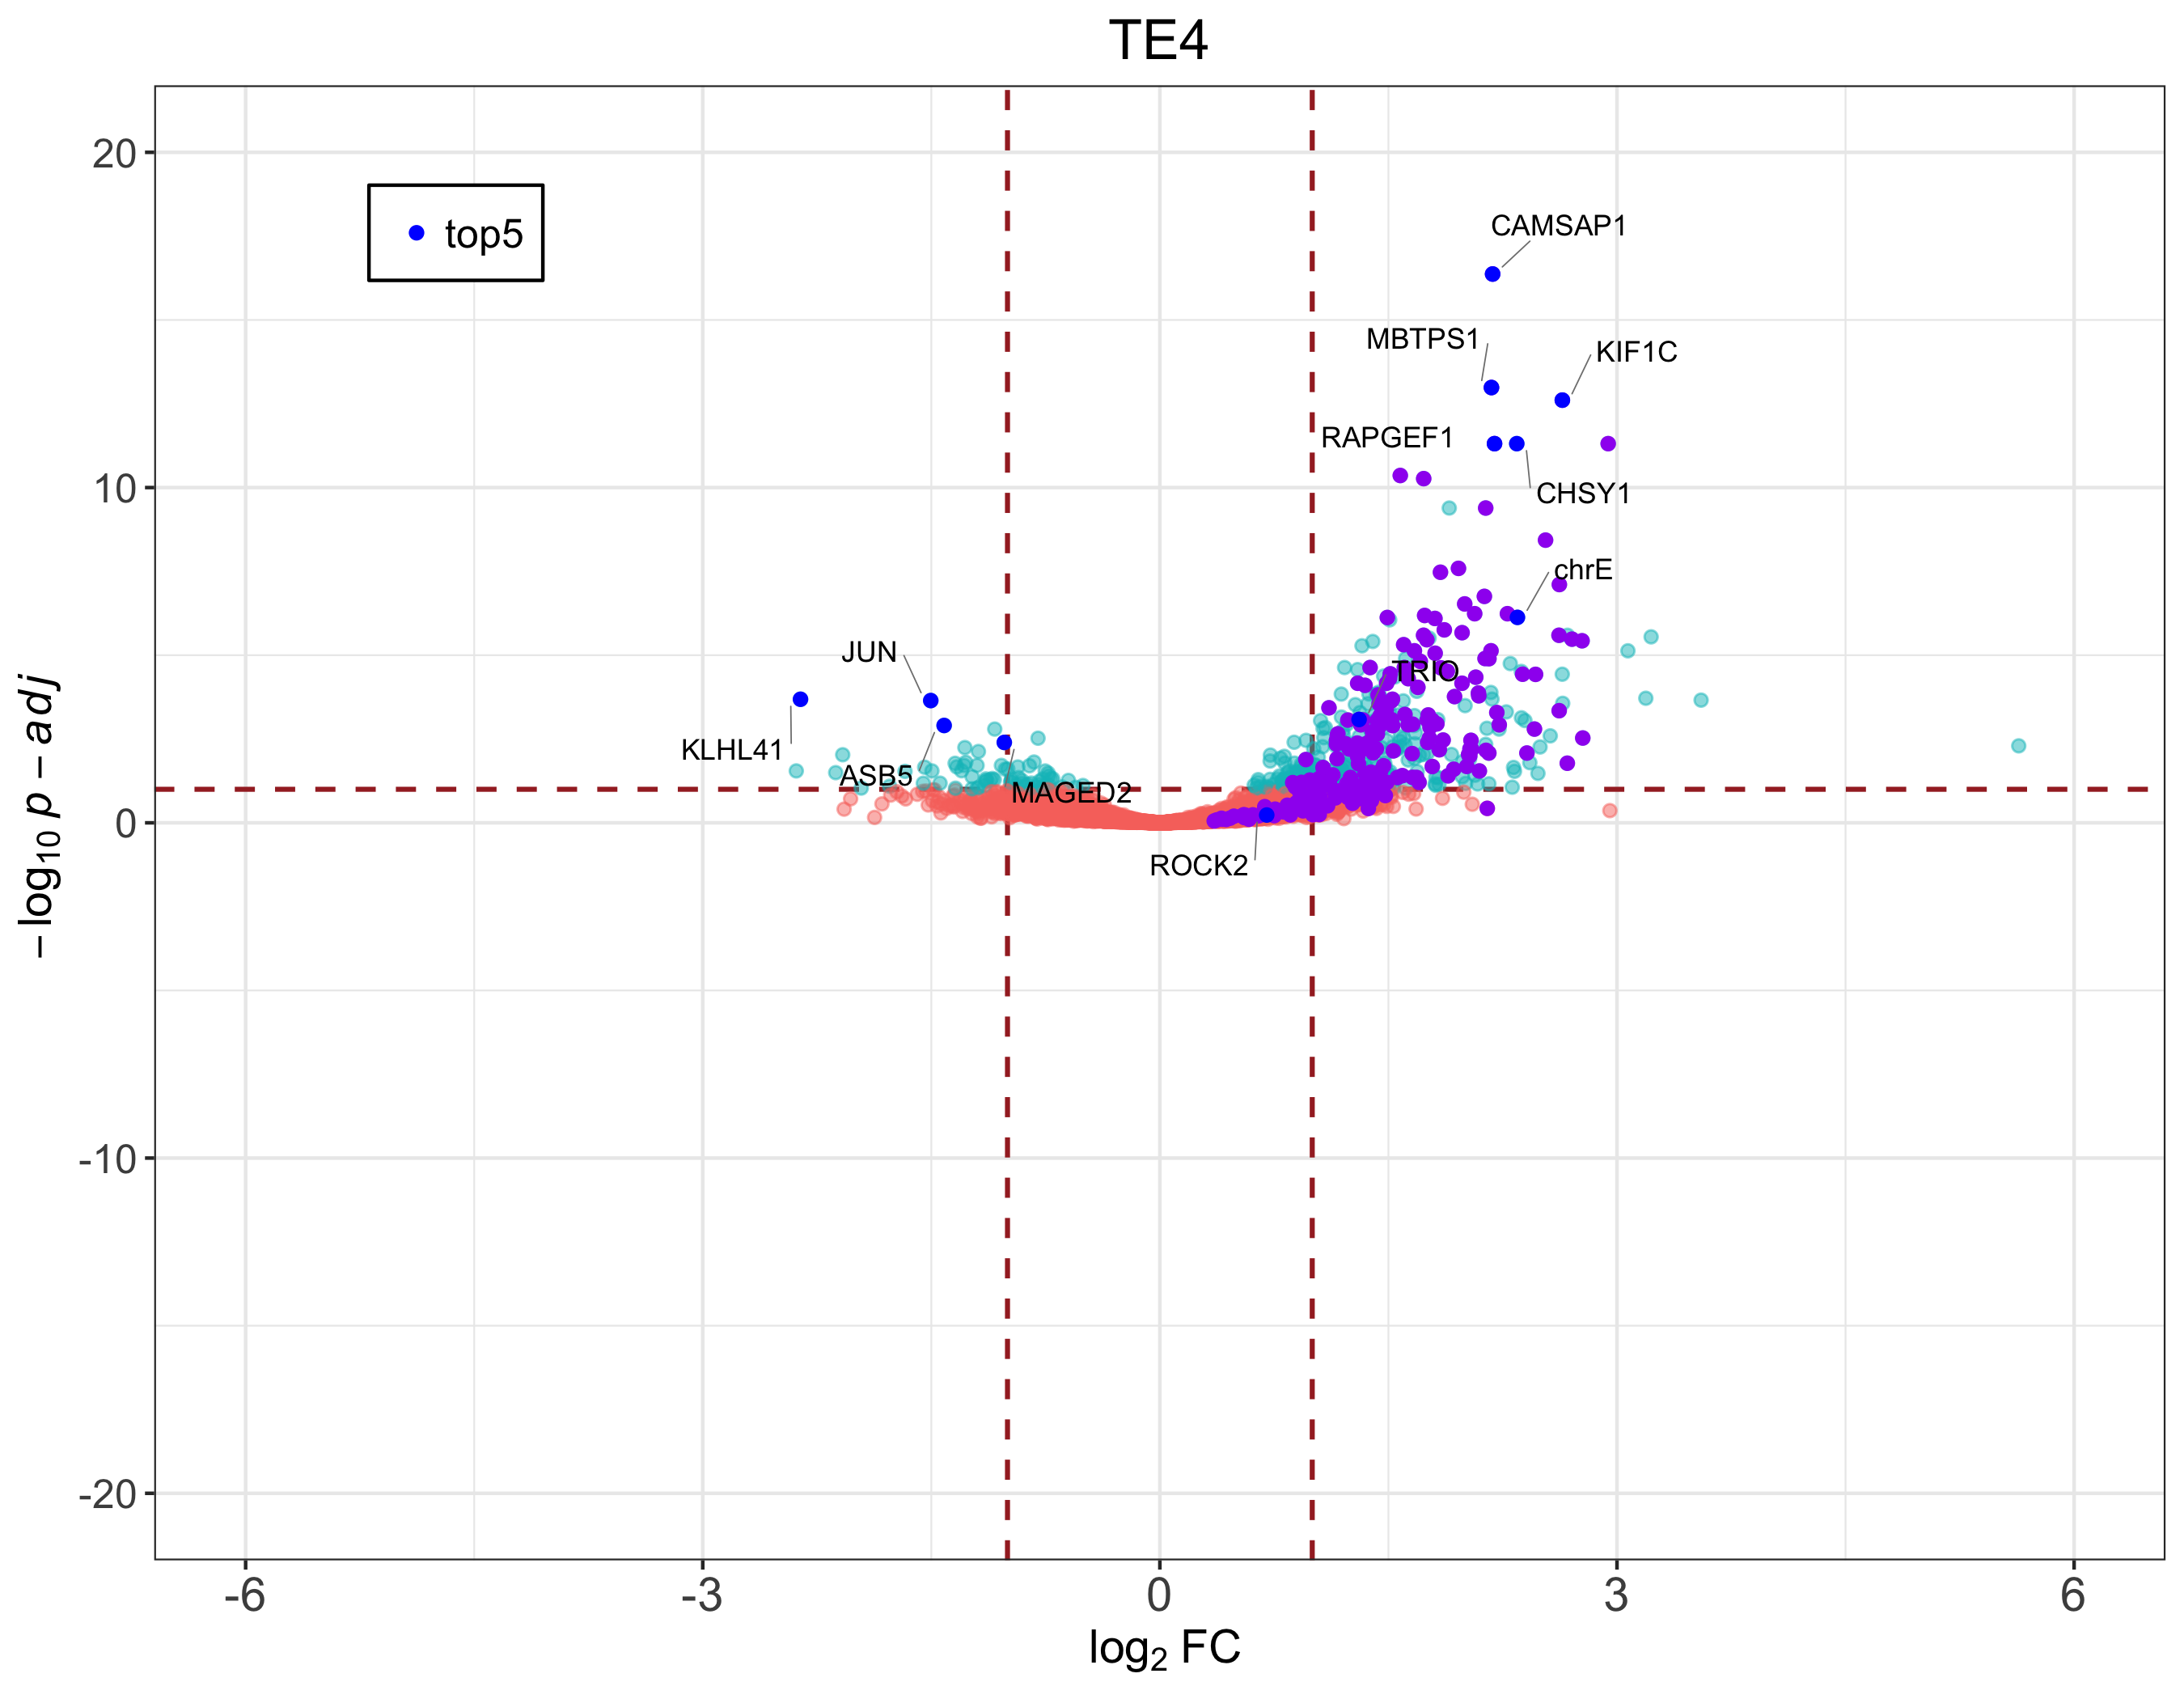 TE4
20
top5
CAMSAP1
MBTPS1
KIF1C
RAPGEF1
10
CHSY1
chrE
JUN
TRIO
KLHL41
ASB5
MAGED2
0
ROCK2
-10
-20
−log10 p − adj
-6
-3
0
3
6
log2 FC